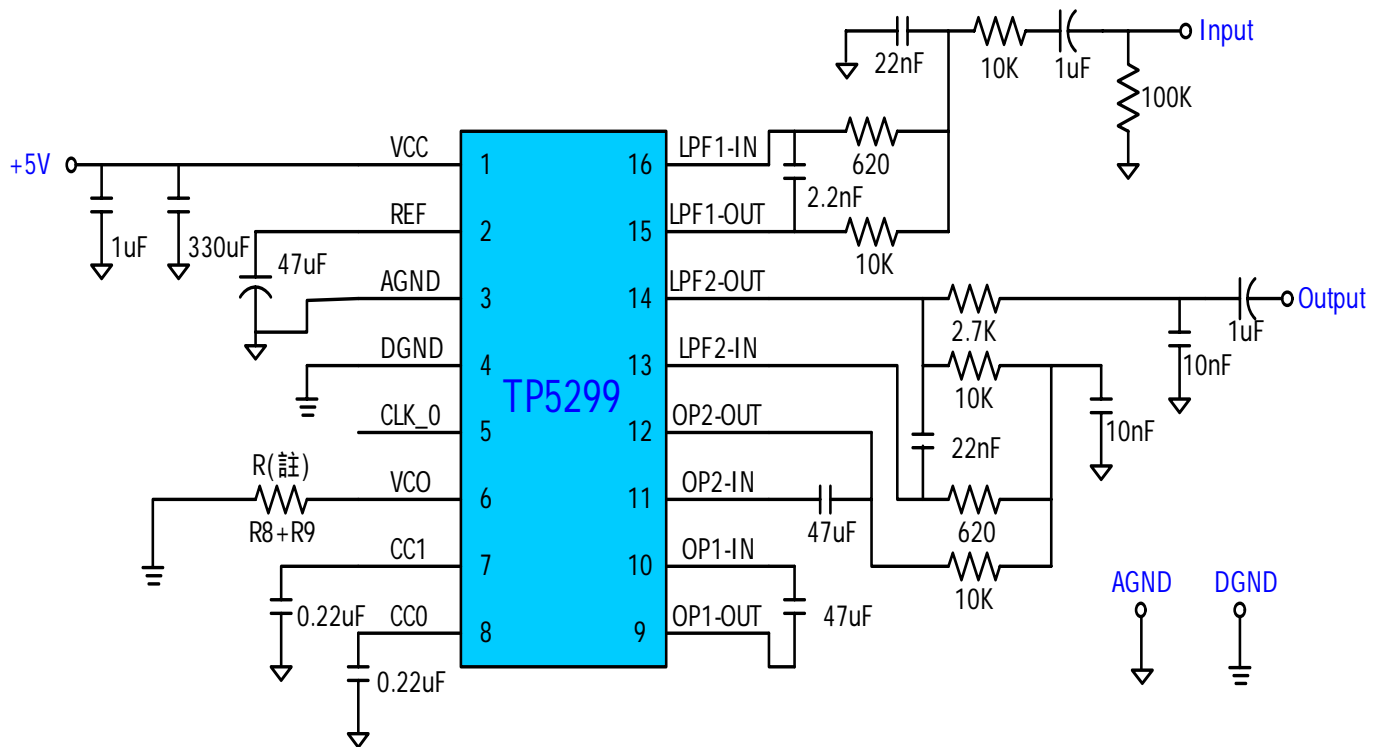 Input
22nF
10K
1uF
100K
+5V
VCC
1
16
LPF1-IN
620
2.2nF
REF
2
15
LPF1-OUT
1uF
330uF
47uF
10K
AGND
3
14
LPF2-OUT
Output
2.7K
1uF
DGND
4
13
LPF2-IN
10nF
TP5299
10K
CLK_0
5
12
OP2-OUT
10nF
22nF
R(註)
VCO
6
11
OP2-IN
R8+R9
47uF
620
CC1
7
10
OP1-IN
10K
AGND
DGND
0.22uF
CC0
8
9
OP1-OUT
47uF
0.22uF